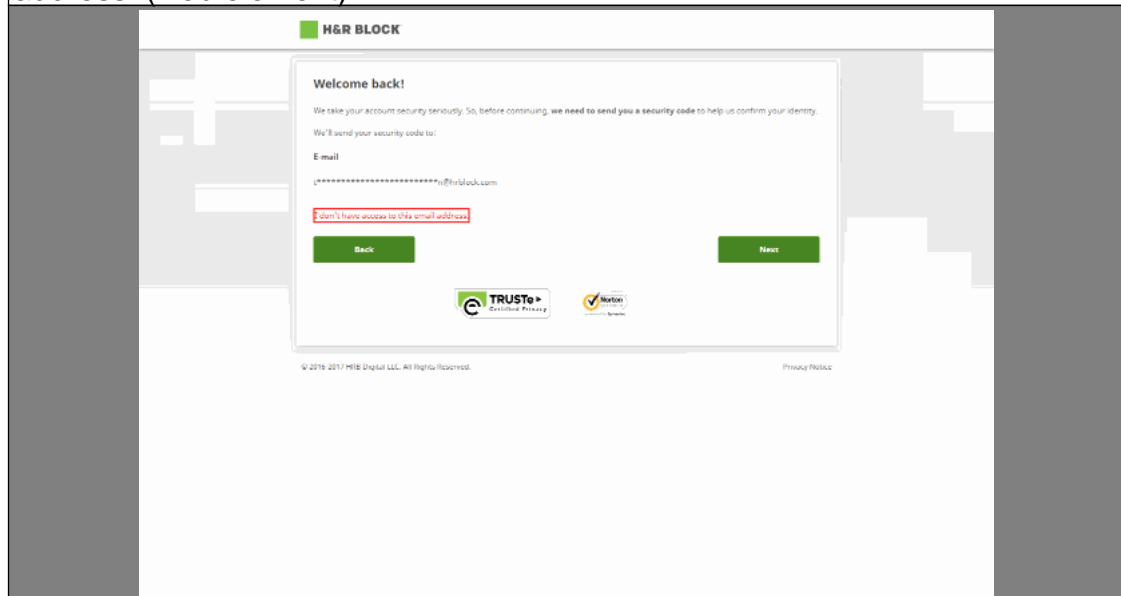 H&R BLOCK
Welcome back!
We take your account security seriously. So, before continuing, we need to send you a security code to help us confirm your identity.
We'll send your security code to:
E-mail
n@hrblock.com
I don't have access to this email address.
Back Next
TRUSTe Norton
Certified Privacy
© 2016-2017 HRB Digital LLC. All Rights Reserved. Privacy Notice